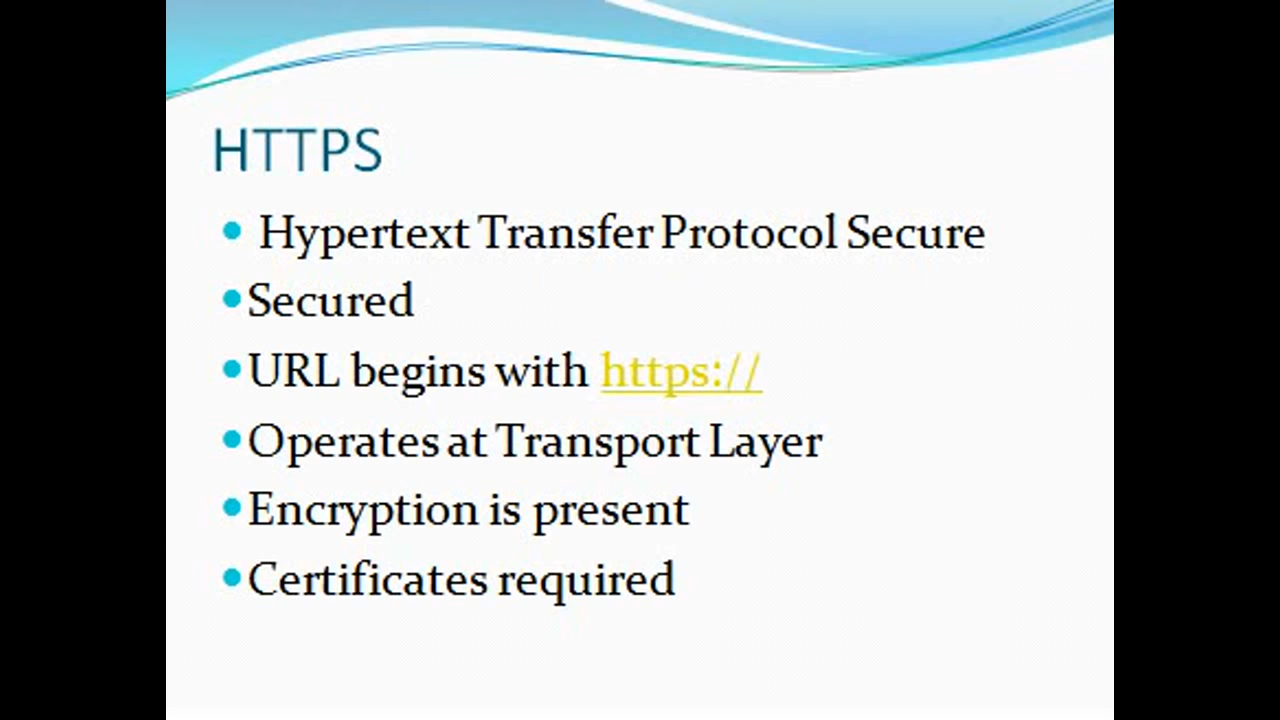 HTTPS
Hypertext Transfer Protocol Secure
Secured
URL begins with https://
Operates at Transport Layer
Encryption is present
Certificates required